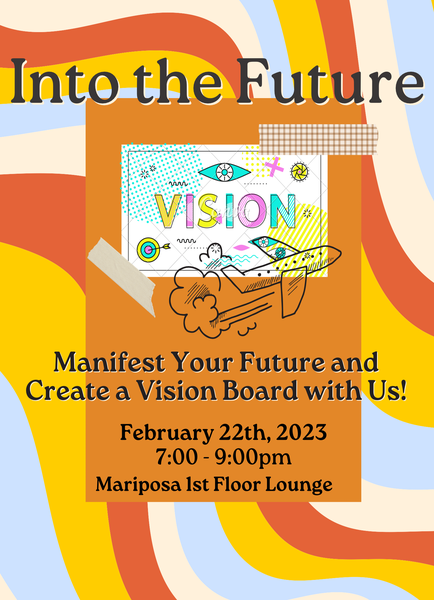 Into the Future
VISION
Manifest Your Future and
Create a Vision Board with Us!
February 22th, 2023
7:00 - 9:00pm
Mariposa 1st Floor Lounge